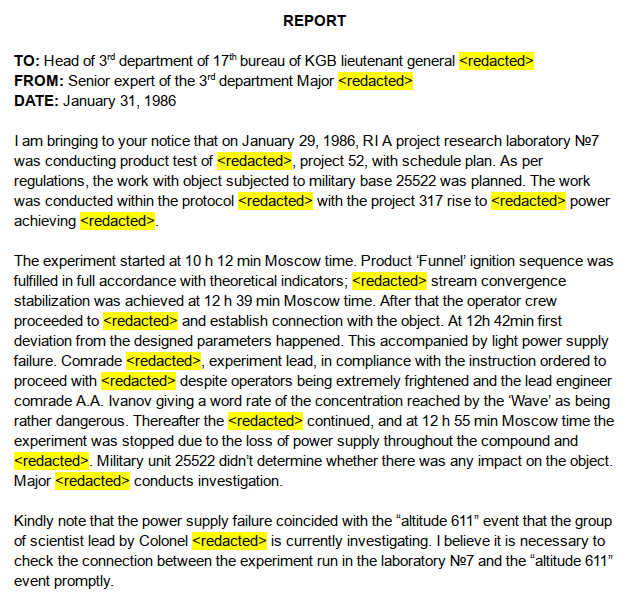 REPORT
TO: Head of 3rd department of 17th bureau of KGB lieutenant general <redacted>
FROM: Senior expert of the 3rd department Major <redacted>
DATE: January 31, 1986
I am bringing to your notice that on January 29, 1986, RI A project research laboratory №7
was conducting product test of <redacted>, project 52, with schedule plan. As per
regulations, the work with object subjected to military base 25522 was planned. The work
was conducted within the protocol <redacted> with the project 317 rise to <redacted> power
achieving <redacted>.
The experiment started at 10 h 12 min Moscow time. Product ‘Funnel’ ignition sequence was
fulfilled in full accordance with theoretical indicators; <redacted> stream convergence
stabilization was achieved at 12 h 39 min Moscow time. After that the operator crew
proceeded to <redacted> and establish connection with the object. At 12h 42min first
deviation from the designed parameters happened. This accompanied by light power supply
failure. Comrade <redacted>, experiment lead, in compliance with the instruction ordered to
proceed with <redacted> despite operators being extremely frightened and the lead engineer
comrade A.A. Ivanov giving a word rate of the concentration reached by the ‘Wave’ as being
rather dangerous. Thereafter the <redacted> continued, and at 12 h 55 min Moscow time the
experiment was stopped due to the loss of power supply throughout the compound and
<redacted>. Military unit 25522 didn’t determine whether there was any impact on the object.
Major <redacted> conducts investigation.
Kindly note that the power supply failure coincided with the “altitude 611” event that the group
of scientist lead by Colonel <redacted> is currently investigating. I believe it is necessary to
check the connection between the experiment run in the laboratory №7 and the “altitude 611”
event promptly.